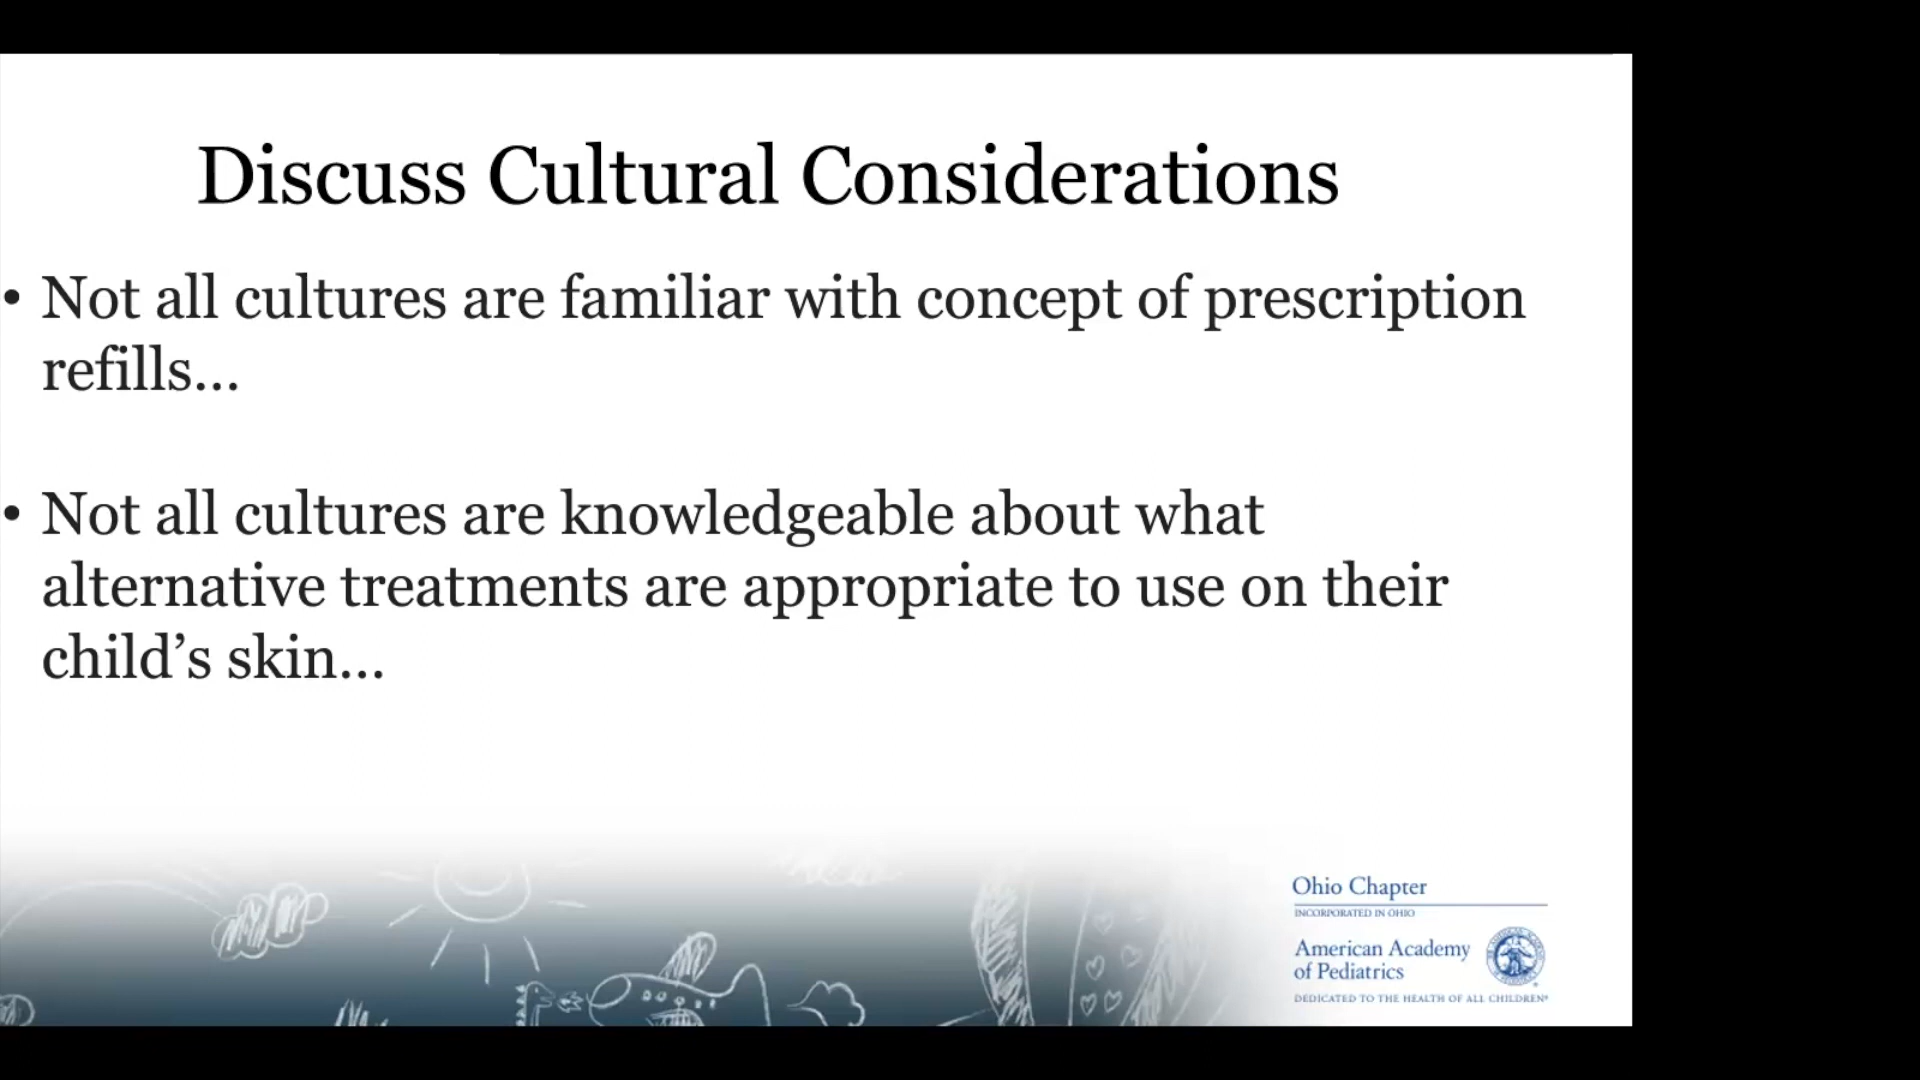 Discuss Cultural Considerations
• Not all cultures are familiar with concept of prescription
refills...
• Not all cultures are knowledgeable about what
alternative treatments are appropriate to use on their
child’s skin...
Ohio Chapter
INCORPORATED IN OHIO
American Academy
of Pediatrics
DEDICATED TO THE HEALTH OF ALL CHILDREN®